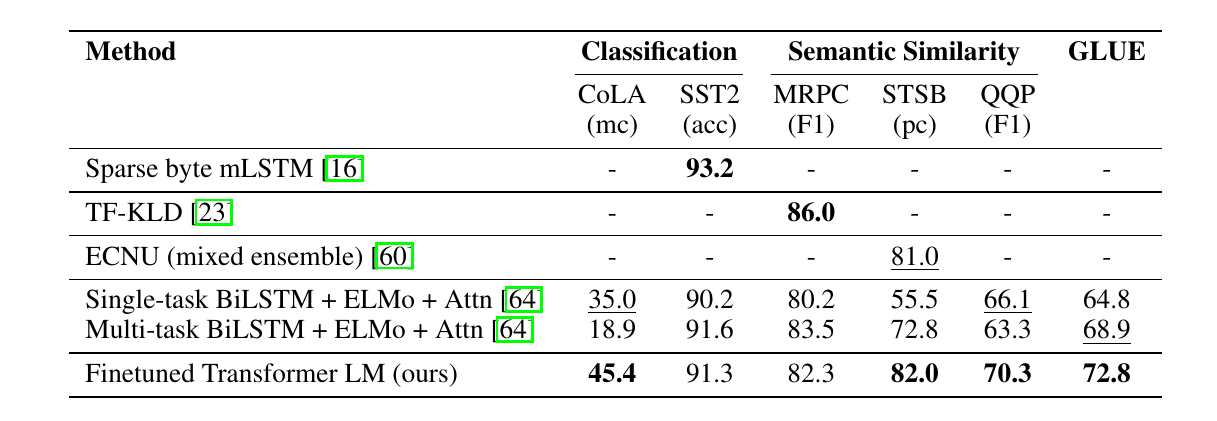 Method Classification Semantic Similarity GLUE
CoLA SST2 MRPC STSB QQP
(mc) (acc) (F1) (pc) (F1)
Sparse byte mLSTM [16] - 93.2 - - - -
TF-KLD [23] - - 86.0 - - -
ECNU (mixed ensemble) [60] - - - 81.0 - -
Single-task BiLSTM + ELMo + Attn [64] 35.0 90.2 80.2 55.5 66.1 64.8
Multi-task BiLSTM + ELMo + Attn [64] 18.9 91.6 83.5 72.8 63.3 68.9
Finetuned Transformer LM (ours) 45.4 91.3 82.3 82.0 70.3 72.8